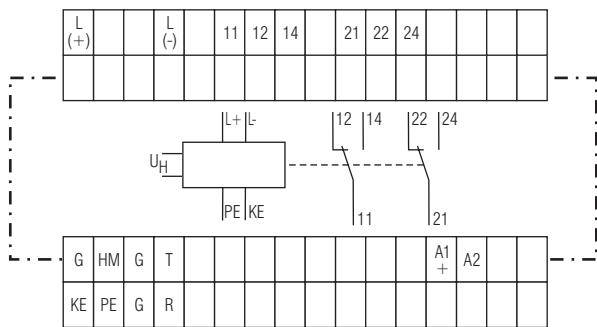 L (+) L (-) 11 12 14 21 22 24
L+ L- 12 14 22 24
UH
PE KE 11 21
G HM G T A1 + A2
KE PE G R